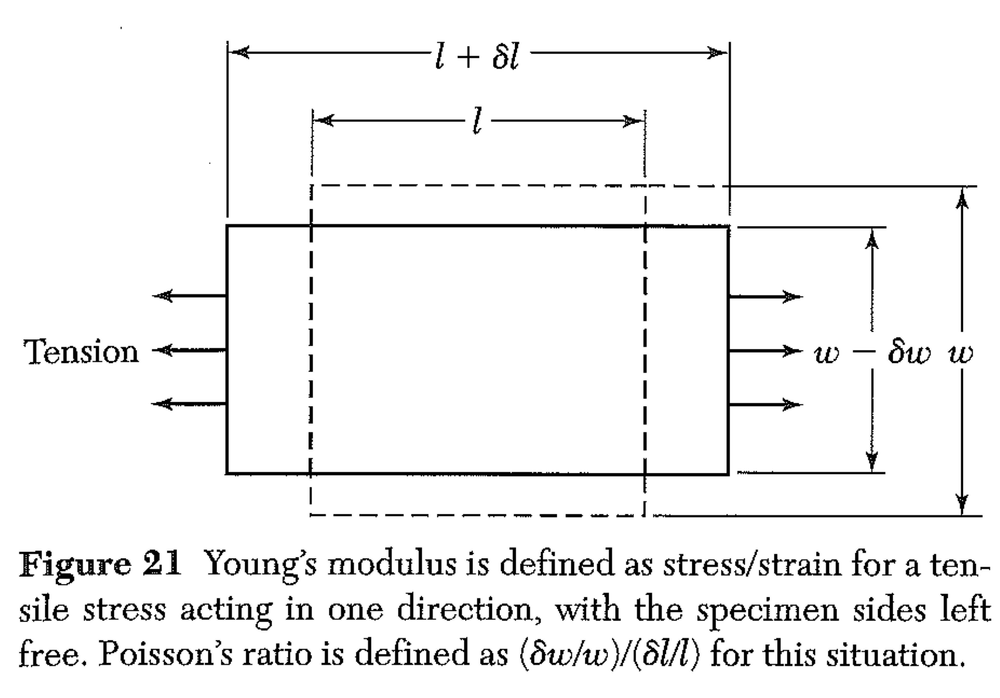 l + δl
l
Tension
w − δw
w
Figure 21 Young's modulus is defined as stress/strain for a ten-
sile stress acting in one direction, with the specimen sides left
free. Poisson's ratio is defined as (δw/w)/(δl/l) for this situation.